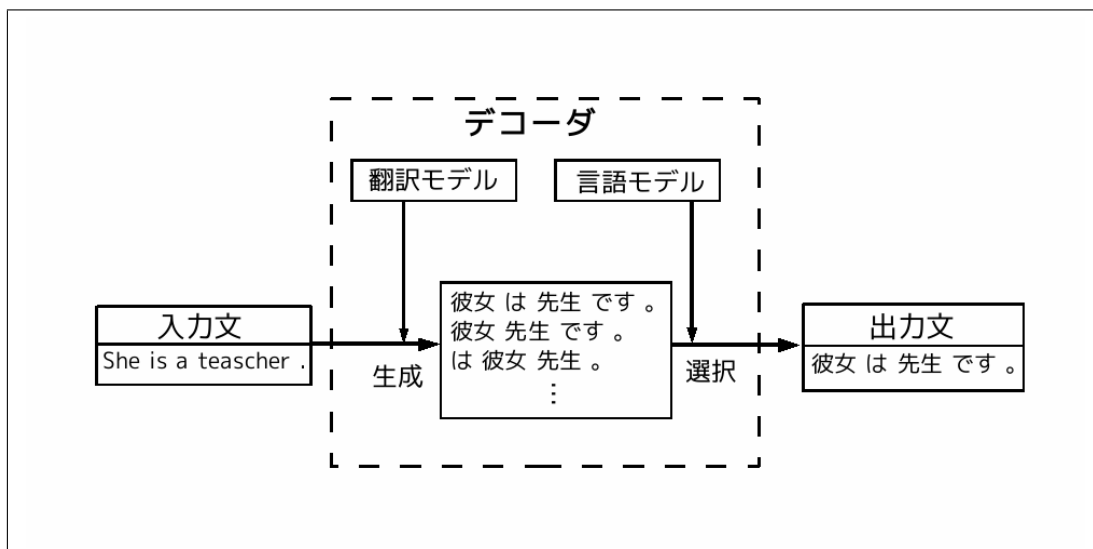 デコーダ
翻訳モデル
言語モデル
入力文
She is a teascher .
生成
彼女 は 先生 です 。
彼女 先生 です 。
は 彼女 先生 。
⋮
選択
出力文
彼女 は 先生 です 。